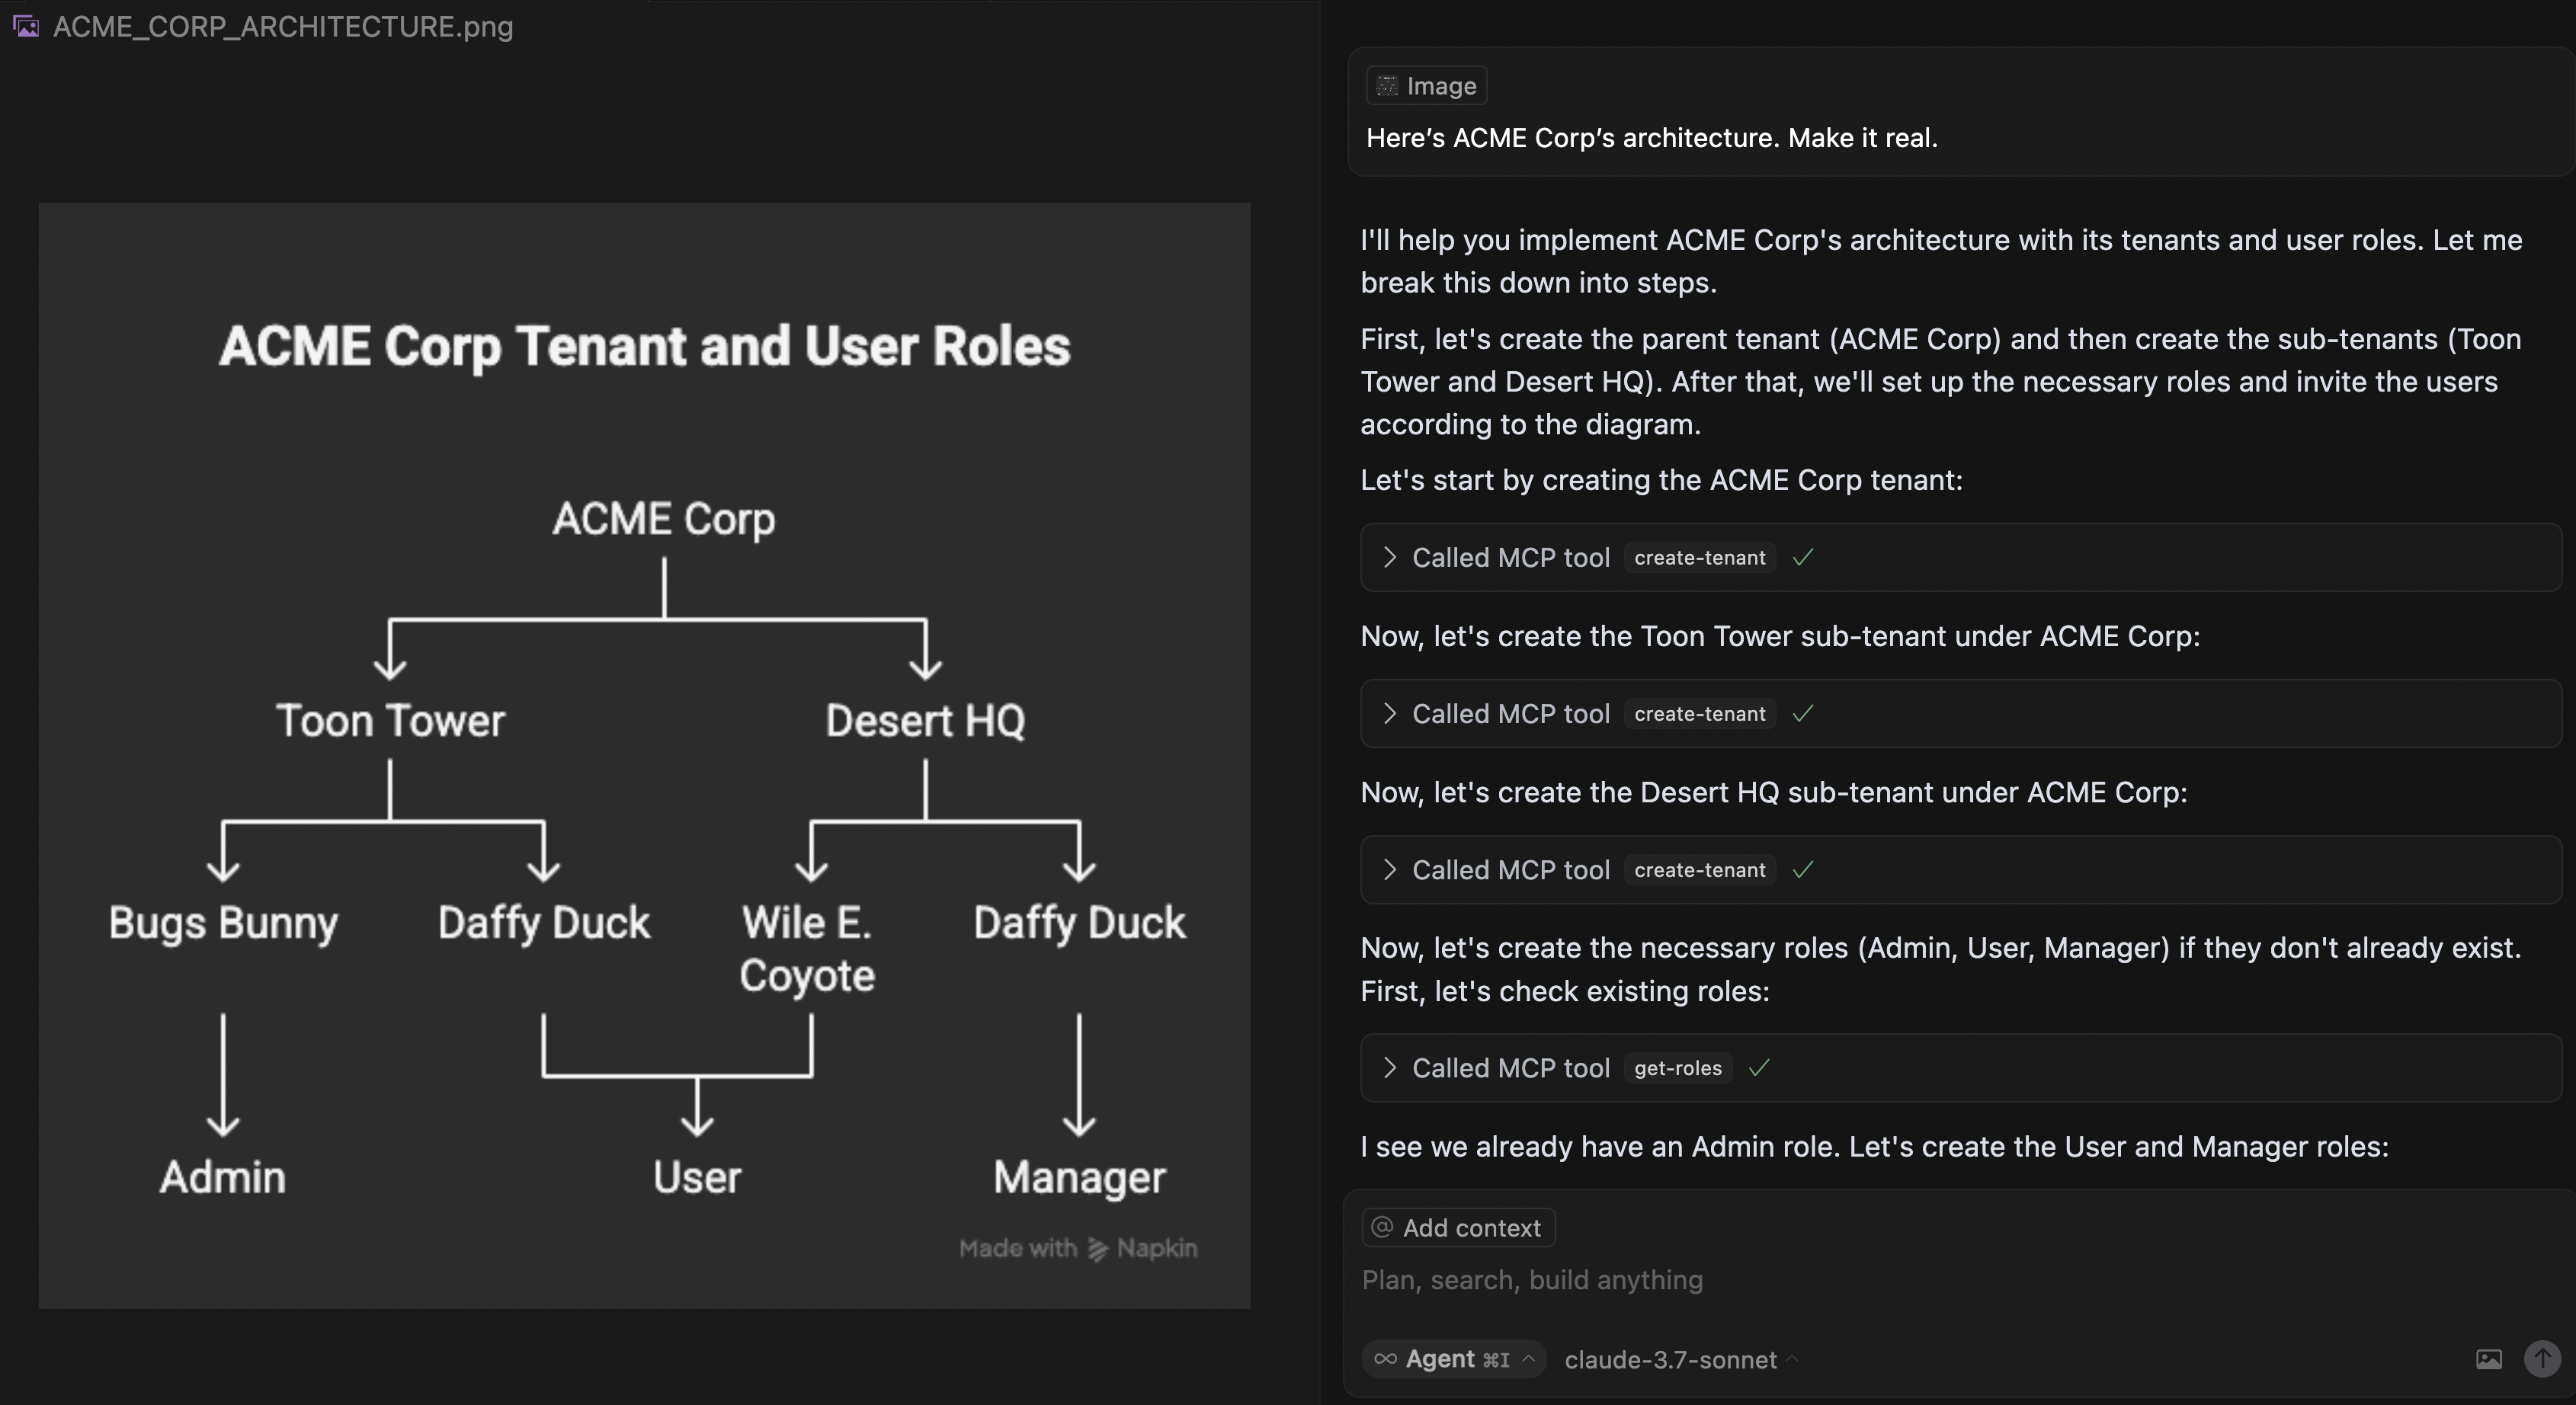 ACME_CORP_ARCHITECTURE.png
ACME Corp Tenant and User Roles
ACME Corp
Toon Tower
Desert HQ
Bugs Bunny
Daffy Duck
Wile E.
Coyote
Daffy Duck
Admin
User
Manager
Made with Napkin
Image
Here’s ACME Corp’s architecture. Make it real.
I'll help you implement ACME Corp's architecture with its tenants and user roles. Let me
break this down into steps.
First, let's create the parent tenant (ACME Corp) and then create the sub-tenants (Toon
Tower and Desert HQ). After that, we'll set up the necessary roles and invite the users
according to the diagram.
Let's start by creating the ACME Corp tenant:
Called MCP tool create-tenant
Now, let's create the Toon Tower sub-tenant under ACME Corp:
Called MCP tool create-tenant
Now, let's create the Desert HQ sub-tenant under ACME Corp:
Called MCP tool create-tenant
Now, let's create the necessary roles (Admin, User, Manager) if they don't already exist.
First, let's check existing roles:
Called MCP tool get-roles
I see we already have an Admin role. Let's create the User and Manager roles:
@ Add context
Plan, search, build anything
∞ Agent ⌘I claude-3.7-sonnet